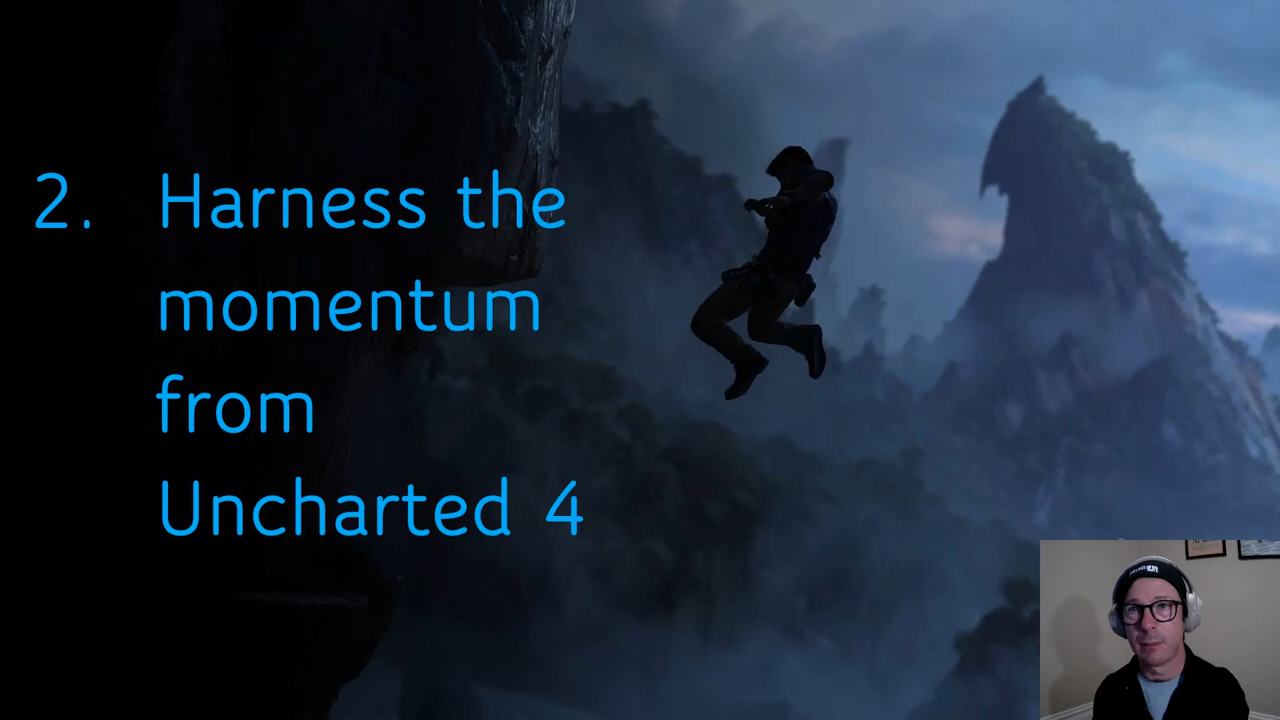 2. Harness the
momentum
from
Uncharted 4